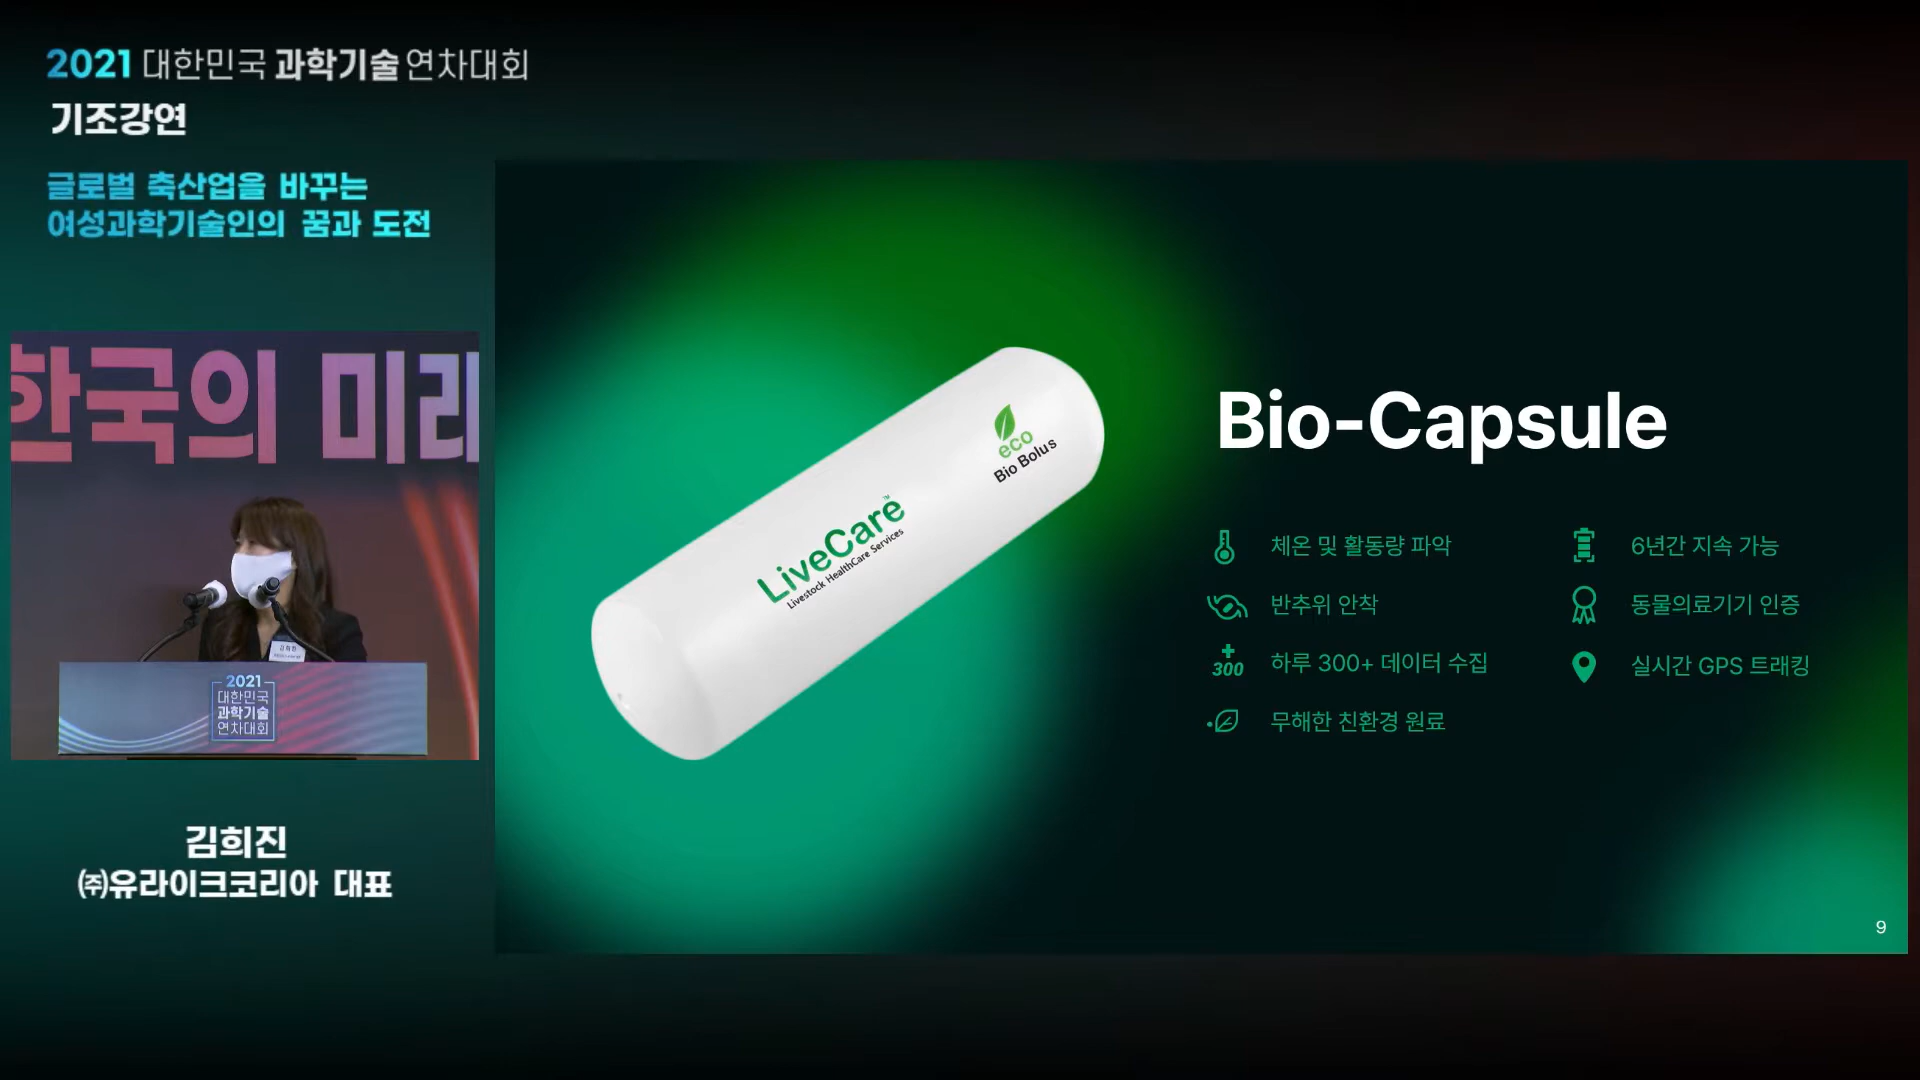 2021 대한민국 과학기술 연차대회
기조강연
글로벌 축산업을 바꾸는
여성과학기술인의 꿈과 도전
한국의 미래
2021
대한민국
과학기술
연차대회
김희진
㈜유라이크코리아 대표
eco
Bio Bolus
LiveCare™
Livestock HealthCare Services
Bio-Capsule
체온 및 활동량 파악
반추위 안착
+
300
하루 300+ 데이터 수집
무해한 친환경 원료
6년간 지속 가능
동물의료기기 인증
실시간 GPS 트래킹
9